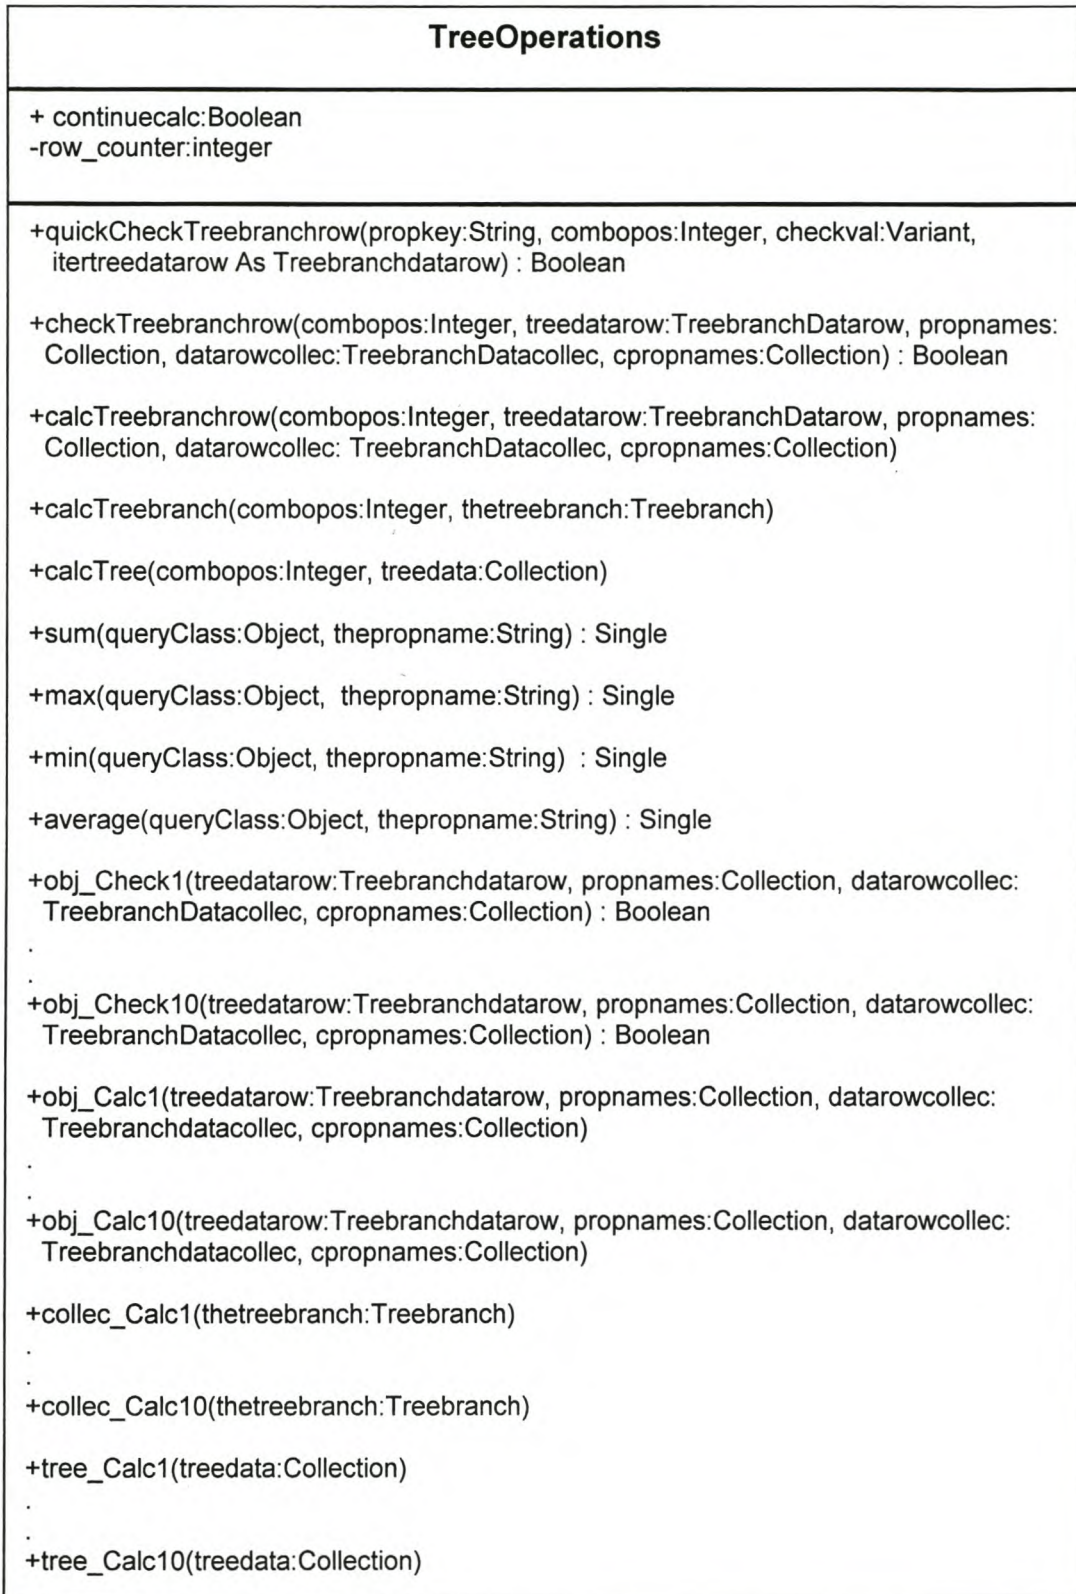 TreeOperations
+ continuecalc:Boolean
-row_counter:integer
+quickCheckTreebranchrow(propkey:String, combopos:Integer, checkval:Variant,
itertreedatarow As Treebranchdatarow) : Boolean
+checkTreebranchrow(combopos:Integer, treedatarow:TreebranchDatarow, propnames:
Collection, datarowcollec:TreebranchDatacollec, cpropnames:Collection) : Boolean
+calcTreebranchrow(combopos:Integer, treedatarow:TreebranchDatarow, propnames:
Collection, datarowcollec: TreebranchDatacollec, cpropnames:Collection)
+calcTreebranch(combopos:Integer, thetreebranch:Treebranch)
+calcTree(combopos:Integer, treedata:Collection)
+sum(queryClass:Object, thepropname:String) : Single
+max(queryClass:Object,  thepropname:String) : Single
+min(queryClass:Object, thepropname:String)  : Single
+average(queryClass:Object, thepropname:String) : Single
+obj_Check1(treedatarow:Treebranchdatarow, propnames:Collection, datarowcollec:
TreebranchDatacollec, cpropnames:Collection) : Boolean
.
.
+obj_Check10(treedatarow:Treebranchdatarow, propnames:Collection, datarowcollec:
TreebranchDatacollec, cpropnames:Collection) : Boolean
+obj_Calc1(treedatarow:Treebranchdatarow, propnames:Collection, datarowcollec:
Treebranchdatacollec, cpropnames:Collection)
.
.
+obj_Calc10(treedatarow:Treebranchdatarow, propnames:Collection, datarowcollec:
Treebranchdatacollec, cpropnames:Collection)
+collec_Calc1(thetreebranch:Treebranch)
.
.
+collec_Calc10(thetreebranch:Treebranch)
+tree_Calc1(treedata:Collection)
.
.
+tree_Calc10(treedata:Collection)